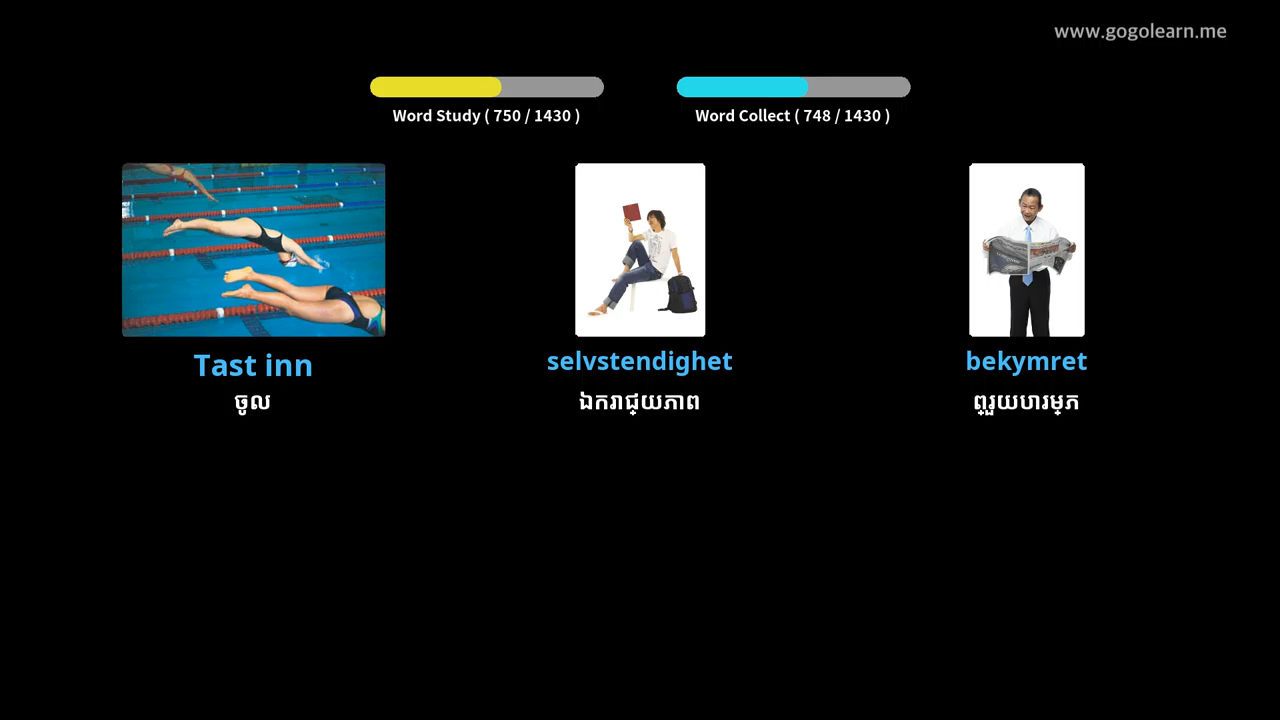 www.gogolearn.me
Word Study ( 750 / 1430 )
Word Collect ( 748 / 1430 )
Tast inn
selvstendighet
bekymret
ចូល
ឯករាជ្យភាព
ព្រួយបារម្ភ